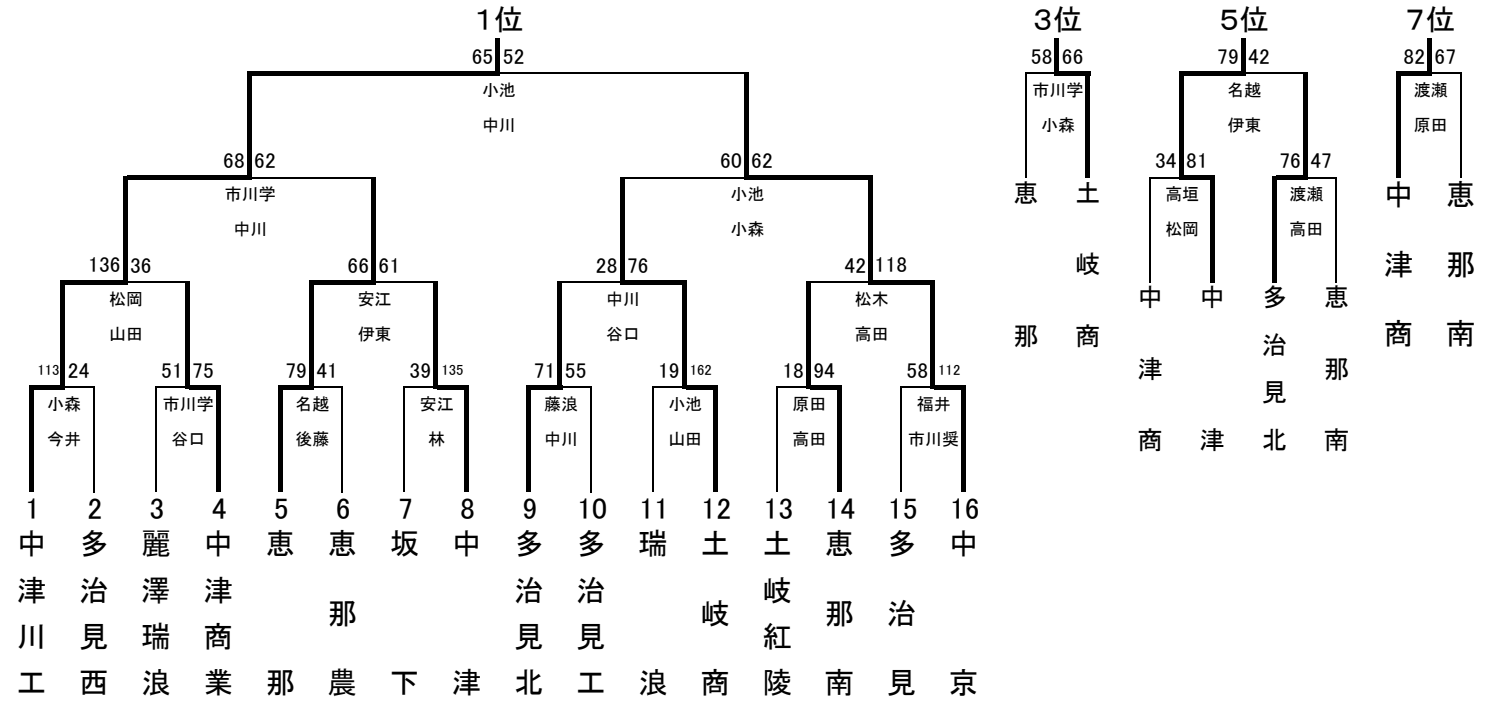 1位 3位 5位 7位
65 52 58 66 79 42 82 67
小池 市川学 名越 渡瀬
中川 小森 伊東 原田
68 62 60 62 34 81 76 47
市川学 小池 高垣 渡瀬
中川 小森 松岡 高田
恵那
土岐商
中津商
恵那南
136 36 66 61 28 76 42 118
松岡 安江 中川 松木
山田 伊東 谷口 高田
中津商
中津
多治見北
恵那南
113 24 51 75 79 41 39 135 71 55 19 162 18 94 58 112
小森 市川学 名越 安江 藤浪 小池 原田 福井
今井 谷口 後藤 林 中川 山田 高田 市川奨
1 中津川工
2 多治見西
3 麗澤瑞浪
4 中津商業
5 恵那
6 恵那農
7 坂下
8 中津
9 多治見北
10 多治見工
11 瑞浪
12 土岐商
13 土岐紅陵
14 恵那南
15 多治見
16 中京